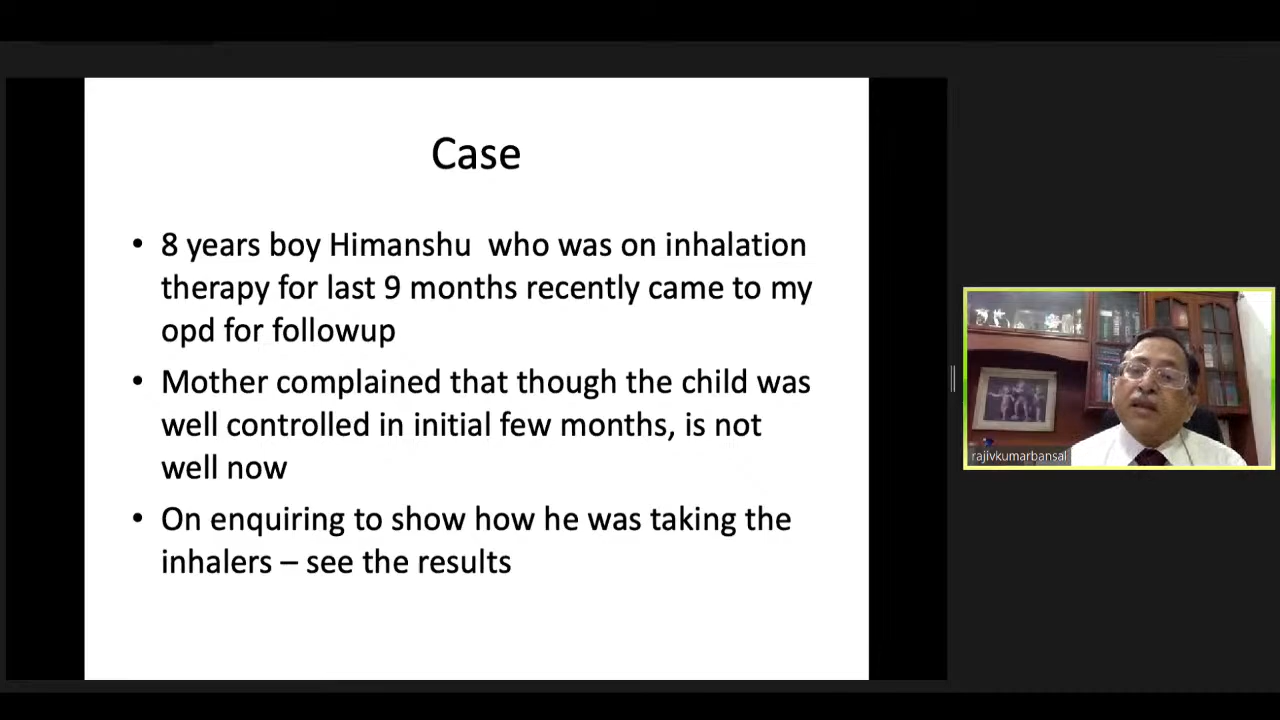 Case
• 8 years boy Himanshu who was on inhalation
therapy for last 9 months recently came to my
opd for followup
• Mother complained that though the child was
well controlled in initial few months, is not
well now
• On enquiring to show how he was taking the
inhalers – see the results
rajivkumarbansal